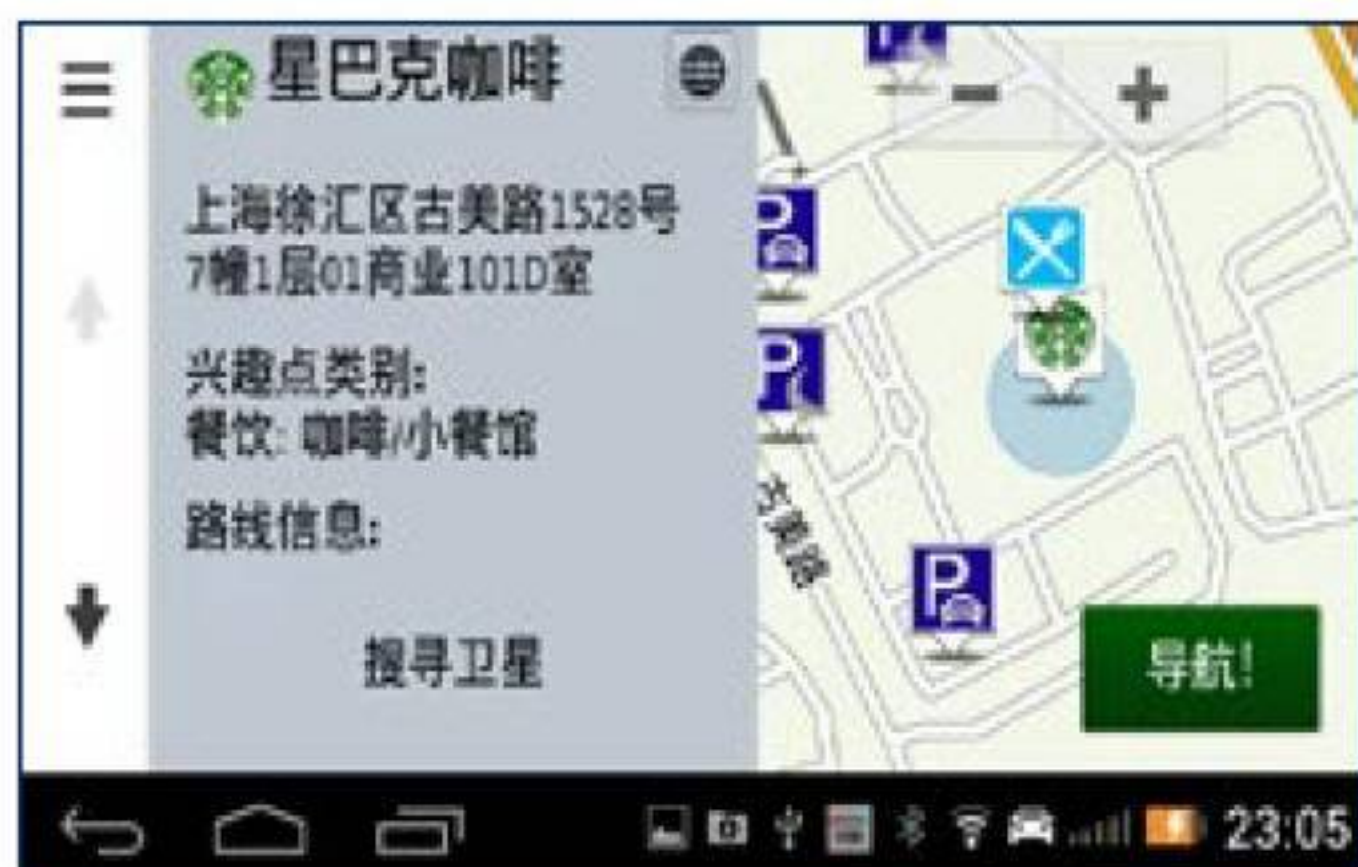 星巴克咖啡
上海徐汇区古美路1528号
7幢1层01商业101D室
兴趣点类别:
餐饮: 咖啡/小餐馆
路线信息:
搜寻卫星
古美路
P
P
P
导航!
23:05